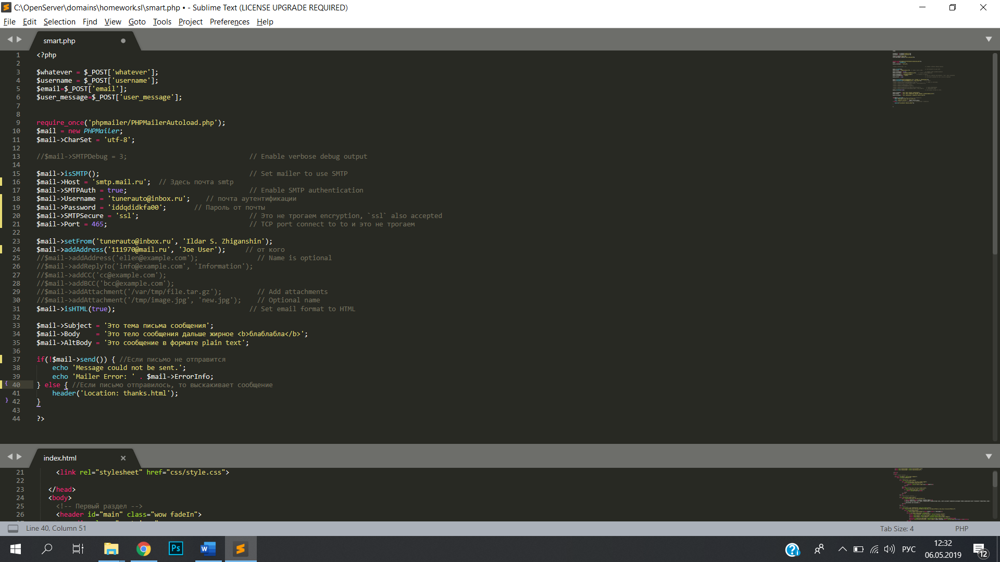 C:\OpenServer\domains\homework.sl\smart.php • - Sublime Text (LICENSE UPGRADE REQUIRED)
File Edit Selection Find View Goto Tools Project Preferences Help
smart.php
1 <?php
2
3 $whatever = $_POST['whatever'];
4 $username = $_POST['username'];
5 $email=$_POST['email'];
6 $user_message=$_POST['user_message'];
7
8
9 require_once('phpmailer/PHPMailerAutoload.php');
10 $mail = new PHPMailer;
11 $mail->CharSet = 'utf-8';
12
13 //$mail->SMTPDebug = 3; // Enable verbose debug output
14
15 $mail->isSMTP(); // Set mailer to use SMTP
16 $mail->Host = 'smtp.mail.ru'; // Здесь почта smtp
17 $mail->SMTPAuth = true; // Enable SMTP authentication
18 $mail->Username = 'tunerauto@inbox.ru'; // почта аутентификации
19 $mail->Password = 'iddqdidkfa00'; // Пароль от почты
20 $mail->SMTPSecure = 'ssl'; // Это не трогаем encryption, `ssl` also accepted
21 $mail->Port = 465; // TCP port connect to to и это не трогаем
22
23 $mail->setFrom('tunerauto@inbox.ru', 'Ildar S. Zhiganshin');
24 $mail->addAddress('111970@mail.ru', 'Joe User'); // от кого
25 //$mail->addAddress('ellen@example.com'); // Name is optional
26 //$mail->addReplyTo('info@example.com', 'Information');
27 //$mail->addCC('cc@example.com');
28 //$mail->addBCC('bcc@example.com');
29 //$mail->addAttachment('/var/tmp/file.tar.gz'); // Add attachments
30 //$mail->addAttachment('/tmp/image.jpg', 'new.jpg'); // Optional name
31 $mail->isHTML(true); // Set email format to HTML
32
33 $mail->Subject = 'Это тема письма сообщения';
34 $mail->Body = 'Это тело сообщения дальше жирное <b>блаблабла</b>';
35 $mail->AltBody = 'Это сообщение в формате plain text';
36
37 if(!$mail->send()) { //Если письмо не отправится
38 echo 'Message could not be sent.';
39 echo 'Mailer Error: ' . $mail->ErrorInfo;
{ 40 } else { //Если письмо отправилось, то выскакивает сообщение
41 header('Location: thanks.html');
} 42 }
43
44 ?>
index.html
21 <link rel="stylesheet" href="css/style.css">
22
23 </head>
24 <body>
25 <!-- Первый раздел -->
26 <header id="main" class="wow fadeIn">
Line 40, Column 51
Tab Size: 4 PHP
Ps
РУС
12:32
06.05.2019
12